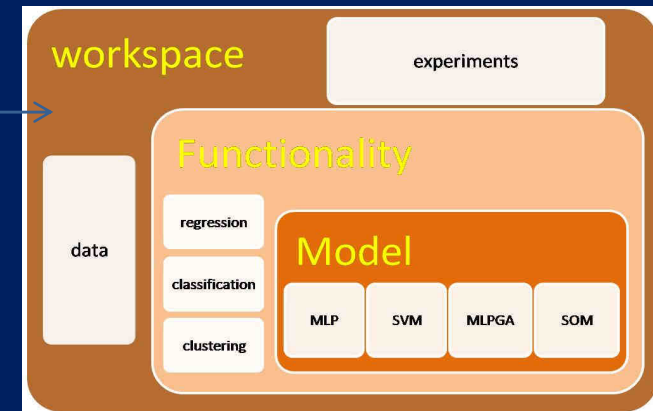 workspace
experiments
Functionality
data
regression
classification
clustering
Model
MLP
SVM
MLPGA
SOM